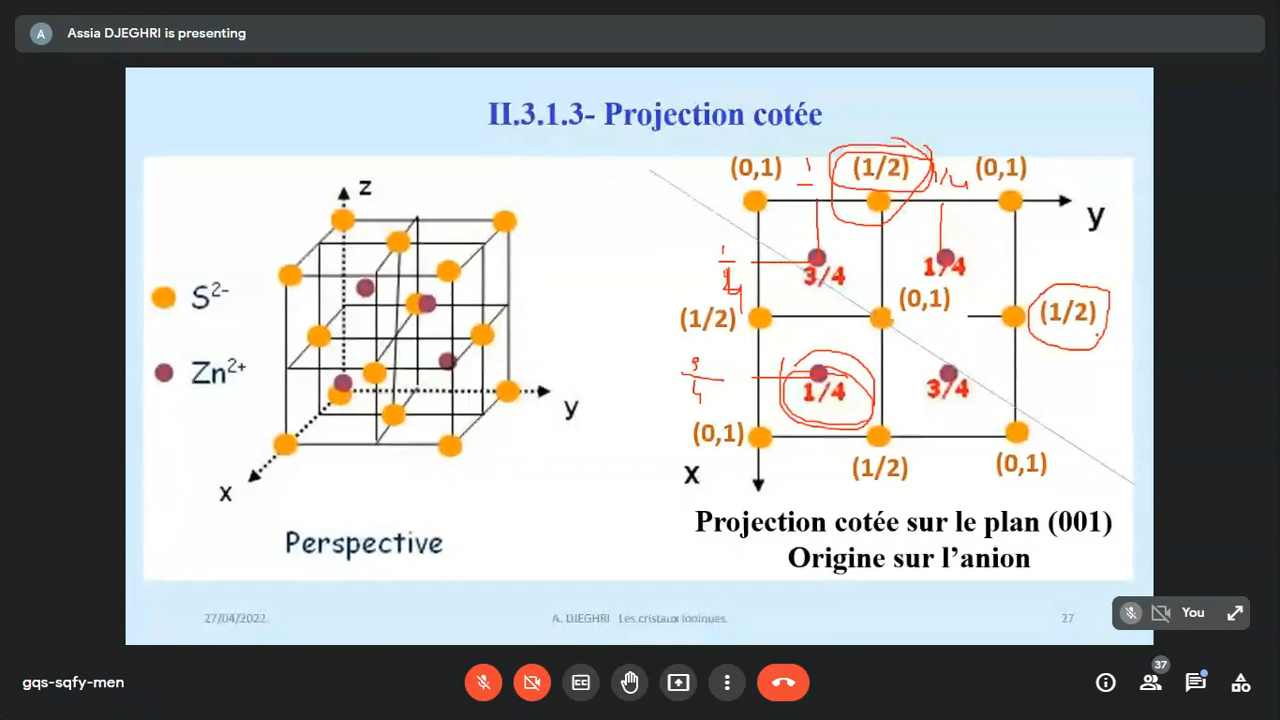 A
Assia DJEGHRI is presenting
II.3.1.3- Projection cotée
z
S2-
Zn2+
y
x
Perspective
(0,1) (1/2) 1/4 (0,1)
y
3/4 1/4
(1/2) (0,1) (1/2)
1/4 3/4
(0,1)
x (1/2) (0,1)
Projection cotée sur le plan (001)
Origine sur l'anion
27/04/2022 A. DJEGHRI Les cristaux ioniques. 27
You
gqs-sqfy-men
37